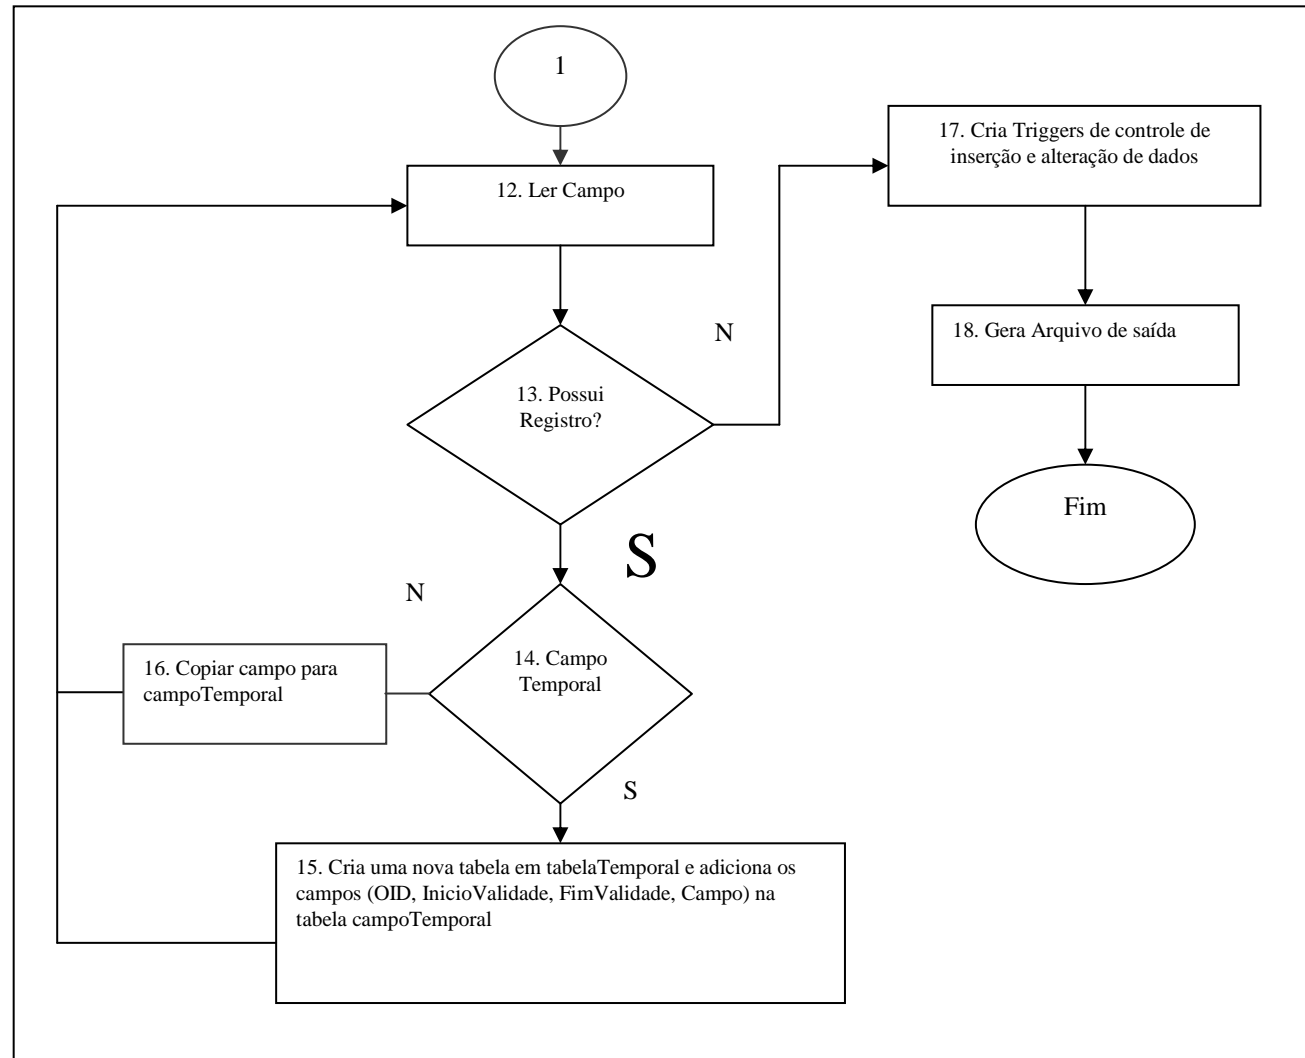 1
12. Ler Campo
17. Cria Triggers de controle de
inserção e alteração de dados
N
18. Gera Arquivo de saída
13. Possui
Registro?
Fim
S
N
14. Campo
Temporal
16. Copiar campo para
campoTemporal
S
15. Cria uma nova tabela em tabelaTemporal e adiciona os
campos (OID, InicioValidade, FimValidade, Campo) na
tabela campoTemporal